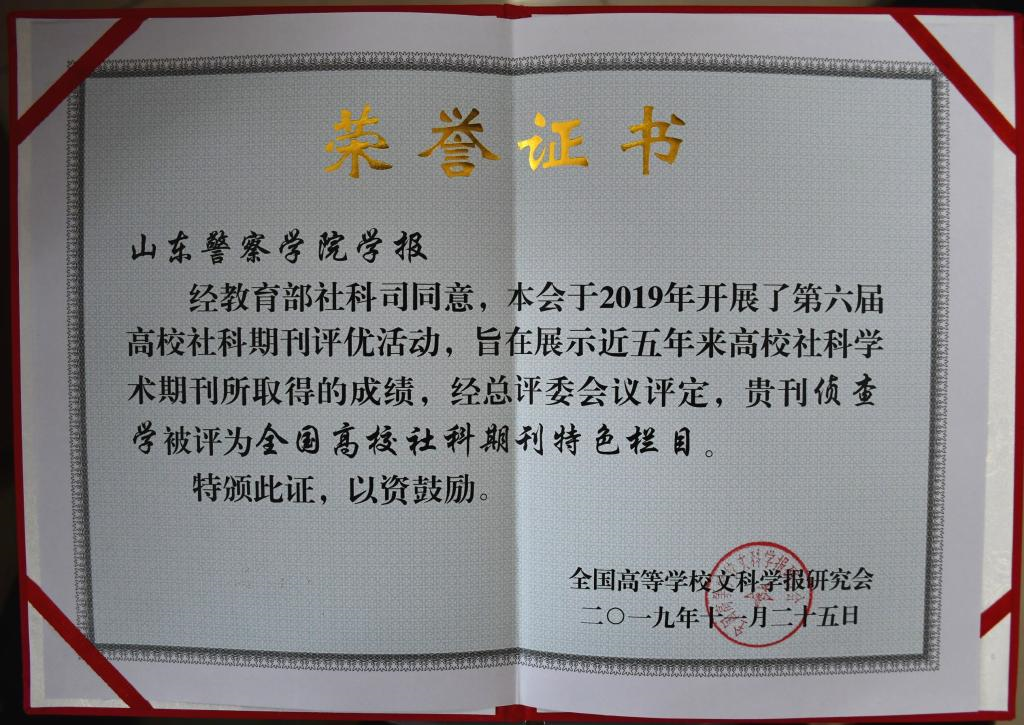 荣誉证书
山东警察学院学报
经教育部社科司同意，本会于2019年开展了第六届
高校社科期刊评优活动，旨在展示近五年来高校社科学
术期刊所取得的成绩，经总评委会议评定，贵刊侦查
学被评为全国高校社科期刊特色栏目。
特颁此证，以资鼓励。
全国高等学校文科学报研究会
二〇一九年十一月二十五日